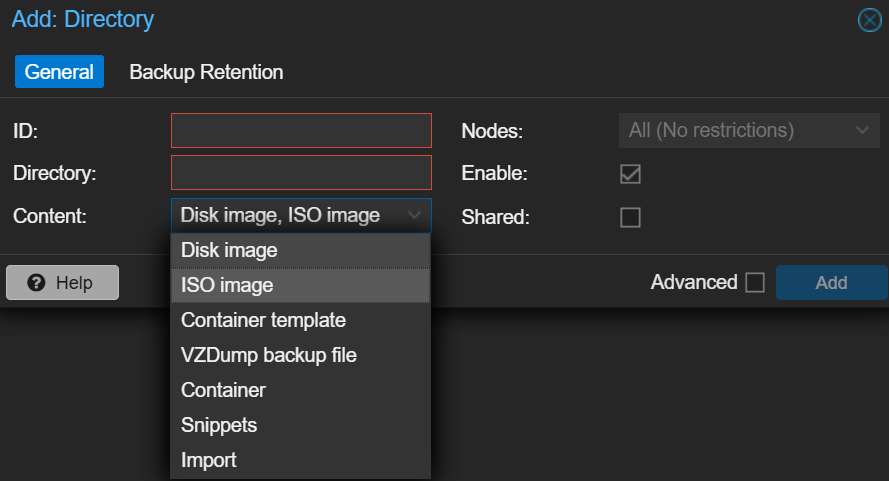 Add: Directory
General Backup Retention
ID: Nodes: All (No restrictions)
Directory: Enable:
Content: Disk image, ISO image Shared:
Disk image
ISO image
Help Advanced Add
Container template
VZDump backup file
Container
Snippets
Import